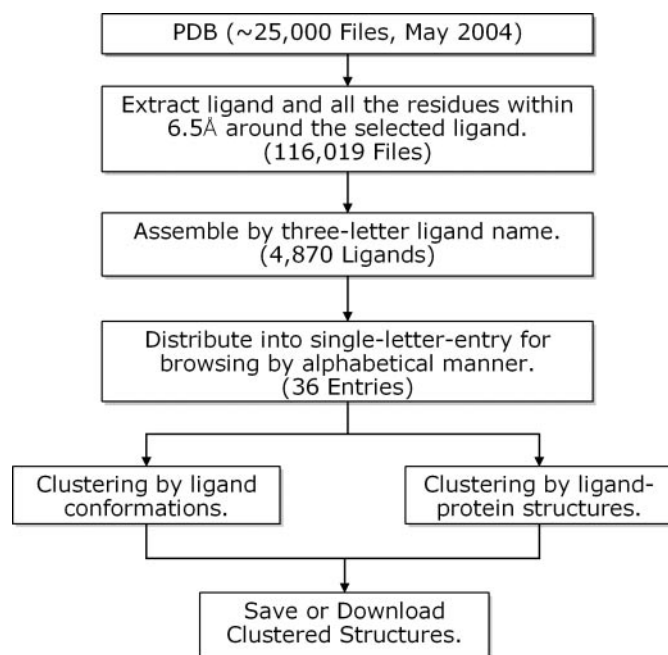 PDB (~25,000 Files, May 2004)
Extract ligand and all the residues within
6.5Å around the selected ligand.
(116,019 Files)
Assemble by three-letter ligand name.
(4,870 Ligands)
Distribute into single-letter-entry for
browsing by alphabetical manner.
(36 Entries)
Clustering by ligand
conformations.
Clustering by ligand-
protein structures.
Save or Download
Clustered Structures.